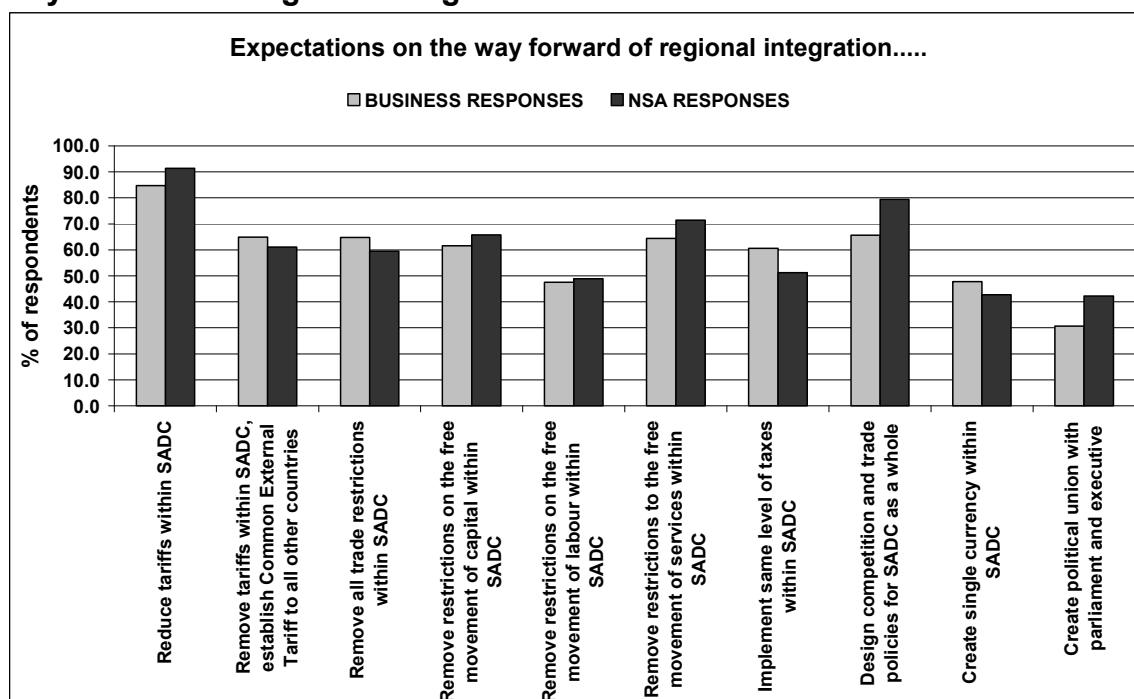 Expectations on the way forward of regional integration.....
BUSINESS RESPONSES NSA RESPONSES
% of respondents
100.0
90.0
80.0
70.0
60.0
50.0
40.0
30.0
20.0
10.0
0.0
Reduce tariffs within SADC
Remove tariffs within SADC,
establish Common External
Tariff to all other countries
Remove all trade restrictions
within SADC
Remove restrictions on the free
movement of capital within
SADC
Remove restrictions on the free
movement of labour within
SADC
Remove restrictions to the free
movement of services within
SADC
Implement same level of taxes
within SADC
Design competition and trade
policies for SADC as a whole
Create single currency within
SADC
Create political union with
parliament and executive